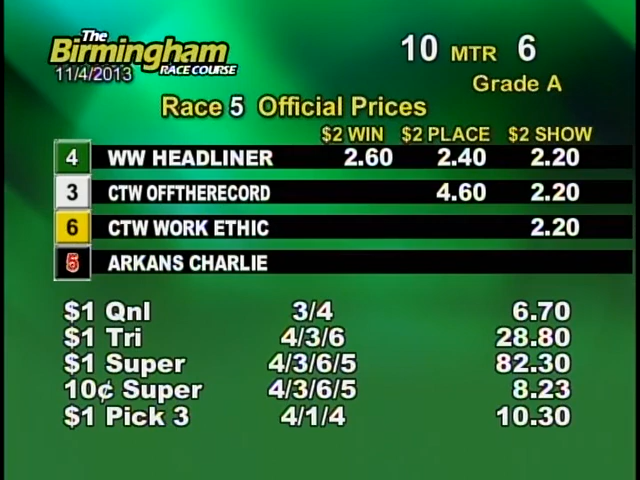 The
Birmingham
RACE COURSE
11/4/2013
10 MTR 6
Grade A
Race 5 Official Prices
$2 WIN $2 PLACE $2 SHOW
4 WW HEADLINER 2.60 2.40 2.20
3 CTW OFFTHERECORD 4.60 2.20
6 CTW WORK ETHIC 2.20
5 ARKANS CHARLIE
$1 Qnl 3/4 6.70
$1 Tri 4/3/6 28.80
$1 Super 4/3/6/5 82.30
10¢ Super 4/3/6/5 8.23
$1 Pick 3 4/1/4 10.30